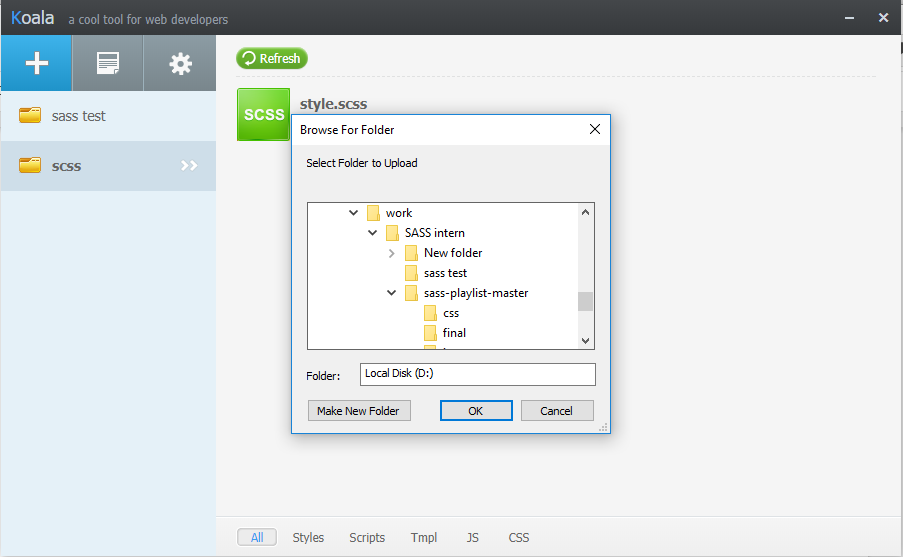 Koala a cool tool for web developers
Refresh
sass test
scss
SCSS
style.scss
Browse For Folder
Select Folder to Upload
work
SASS intern
New folder
sass test
sass-playlist-master
css
final
Folder: Local Disk (D:)
Make New Folder OK Cancel
All Styles Scripts Tmpl JS CSS